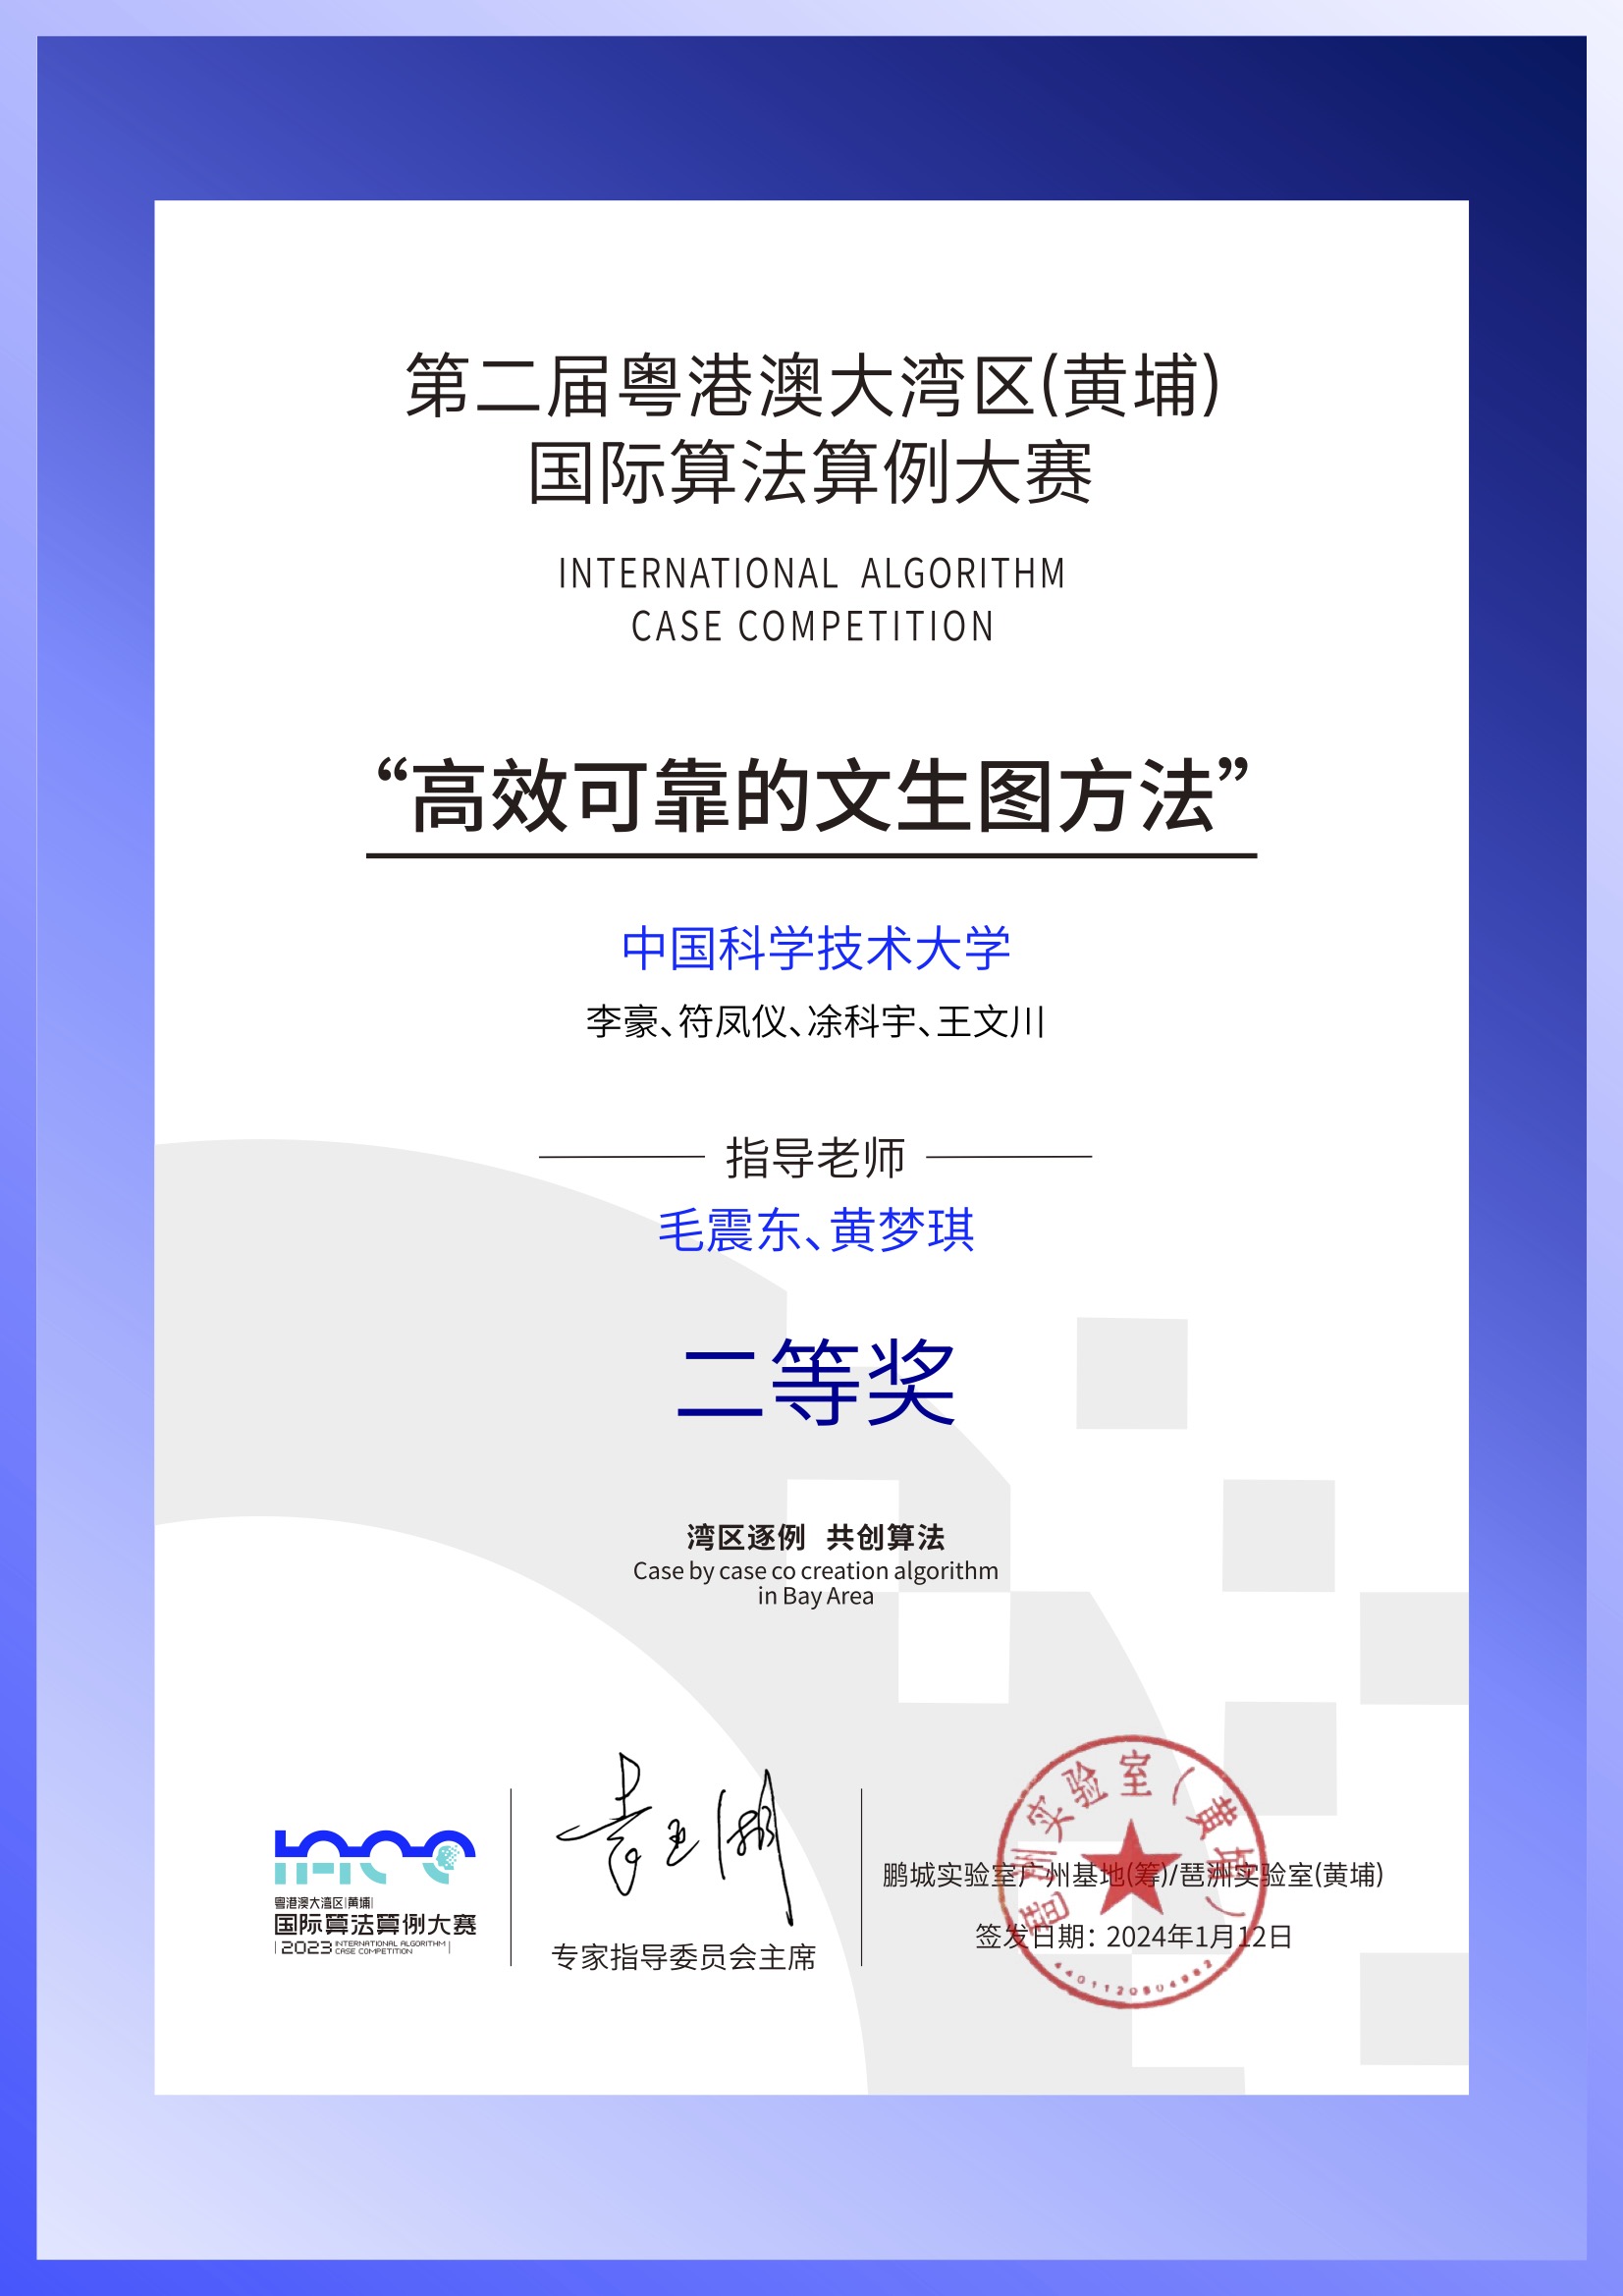 第二届粤港澳大湾区(黄埔)
国际算法算例大赛
INTERNATIONAL ALGORITHM
CASE COMPETITION
“高效可靠的文生图方法”
中国科学技术大学
李豪、符凤仪、凃科宇、王文川
指导老师
毛震东、黄梦琪
二等奖
湾区逐例 共创算法
Case by case co creation algorithm
in Bay Area
粤港澳大湾区|黄埔|
国际算法算例大赛
| 2023 INTERNATIONAL ALGORITHM |
CASE COMPETITION
专家指导委员会主席
琶洲实验室(黄埔)
鹏城实验室广州基地(筹)/琶洲实验室(黄埔)
签发日期：2024年1月12日